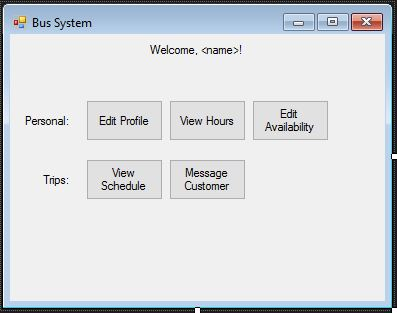 Bus System
Welcome, <name>!
Personal:
Edit Profile
View Hours
Edit
Availability
Trips:
View
Schedule
Message
Customer